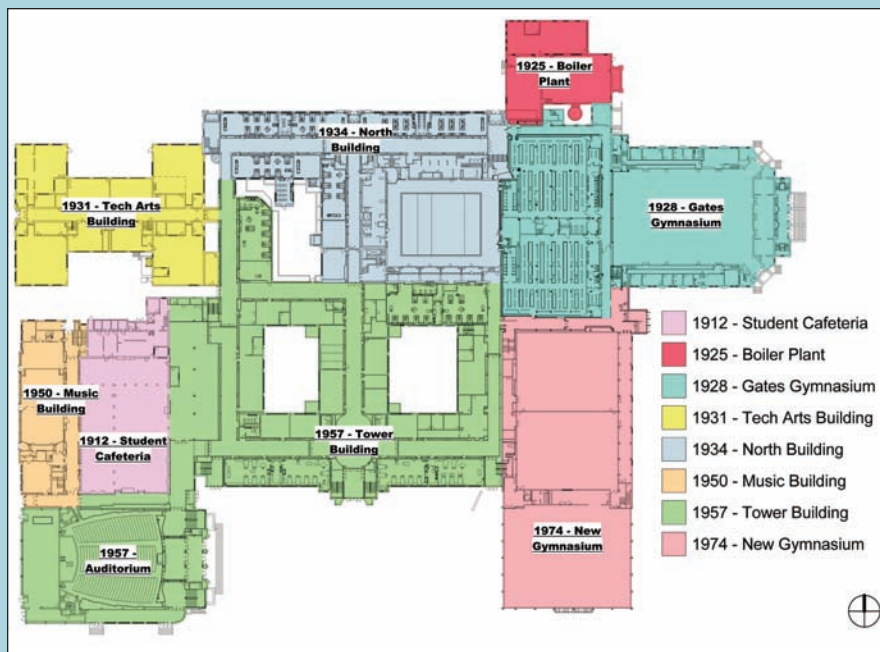 1925 - Boiler
Plant
1934 - North
Building
1931 - Tech Arts
Building
1928 - Gates
Gymnasium
1950 - Music
Building
1912 - Student
Cafeteria
1957 - Tower
Building
1957 -
Auditorium
1974 - New
Gymnasium
1912 - Student Cafeteria
1925 - Boiler Plant
1928 - Gates Gymnasium
1931 - Tech Arts Building
1934 - North Building
1950 - Music Building
1957 - Tower Building
1974 - New Gymnasium